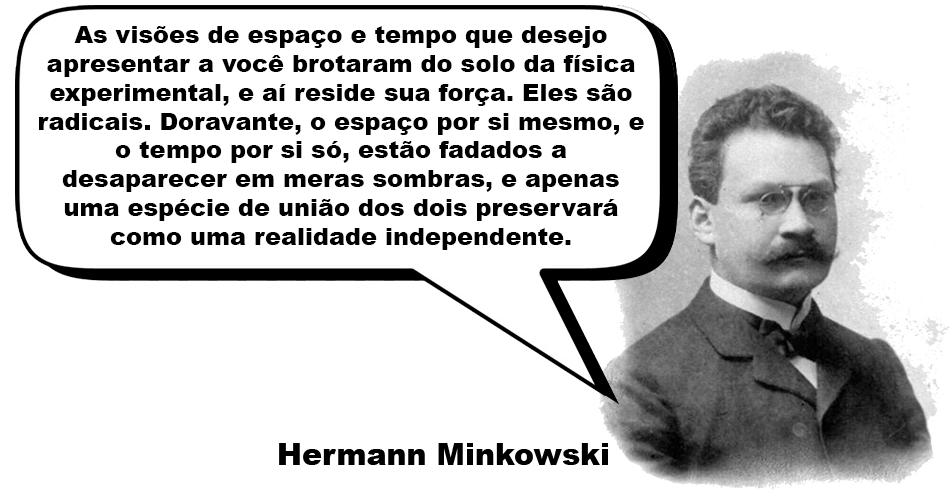 As visões de espaço e tempo que desejo
apresentar a você brotaram do solo da física
experimental, e aí reside sua força. Eles são
radicais. Doravante, o espaço por si mesmo, e
o tempo por si só, estão fadados a
desaparecer em meras sombras, e apenas
uma espécie de união dos dois preservará
como uma realidade independente.
Hermann Minkowski